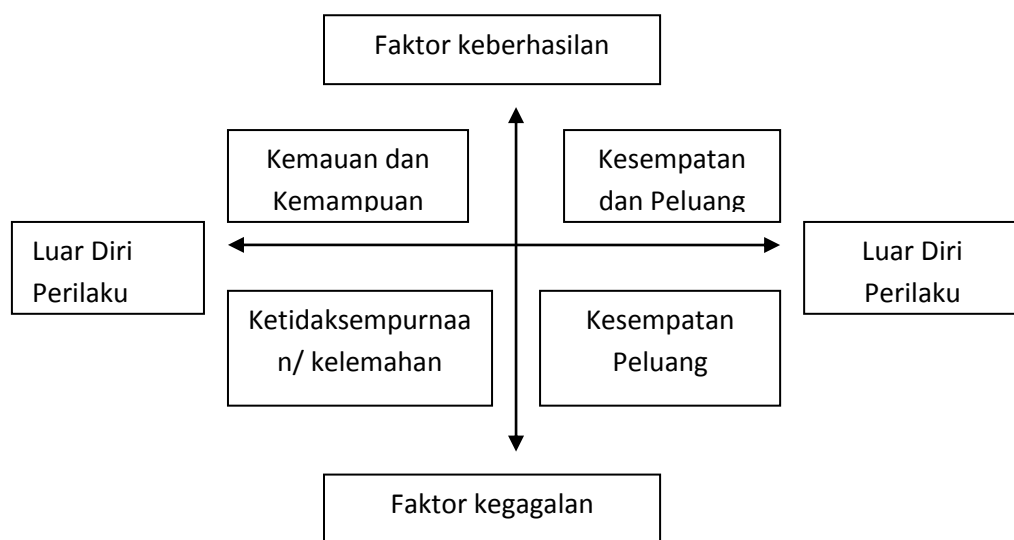 Faktor keberhasilan
Kemauan dan
Kemampuan
Kesempatan
dan Peluang
Luar Diri
Perilaku
Luar Diri
Perilaku
Ketidaksempurnaa
n/ kelemahan
Kesempatan
Peluang
Faktor kegagalan